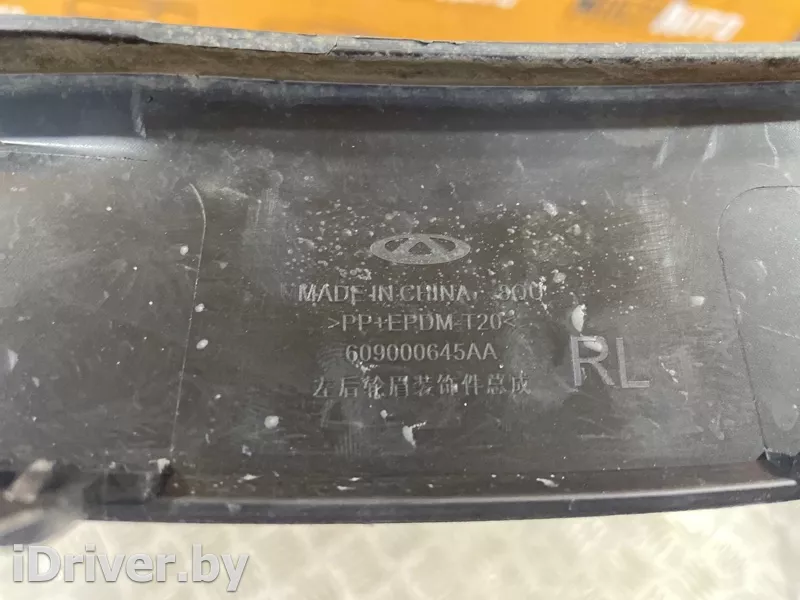 MADE IN CHINA
>PP+EPDM-T20<
609000645AA
RL
左后轮眉装饰件总成
iDriver.by